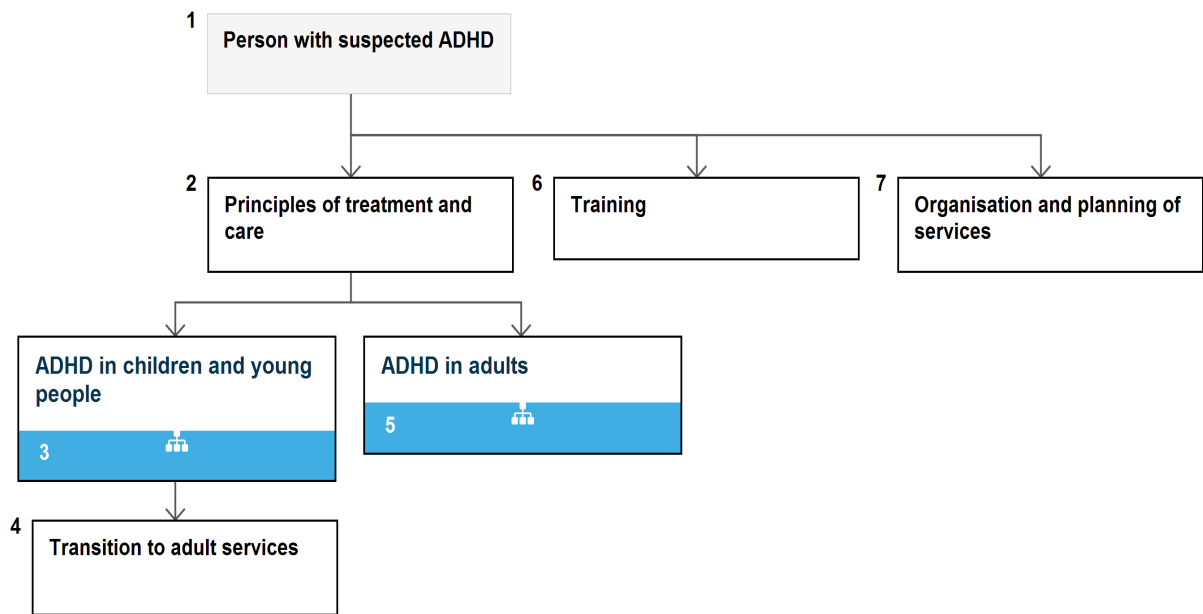 1
Person with suspected ADHD
2
Principles of treatment and
care
6
Training
7
Organisation and planning of
services
ADHD in children and young
people
3
ADHD in adults
5
4
Transition to adult services